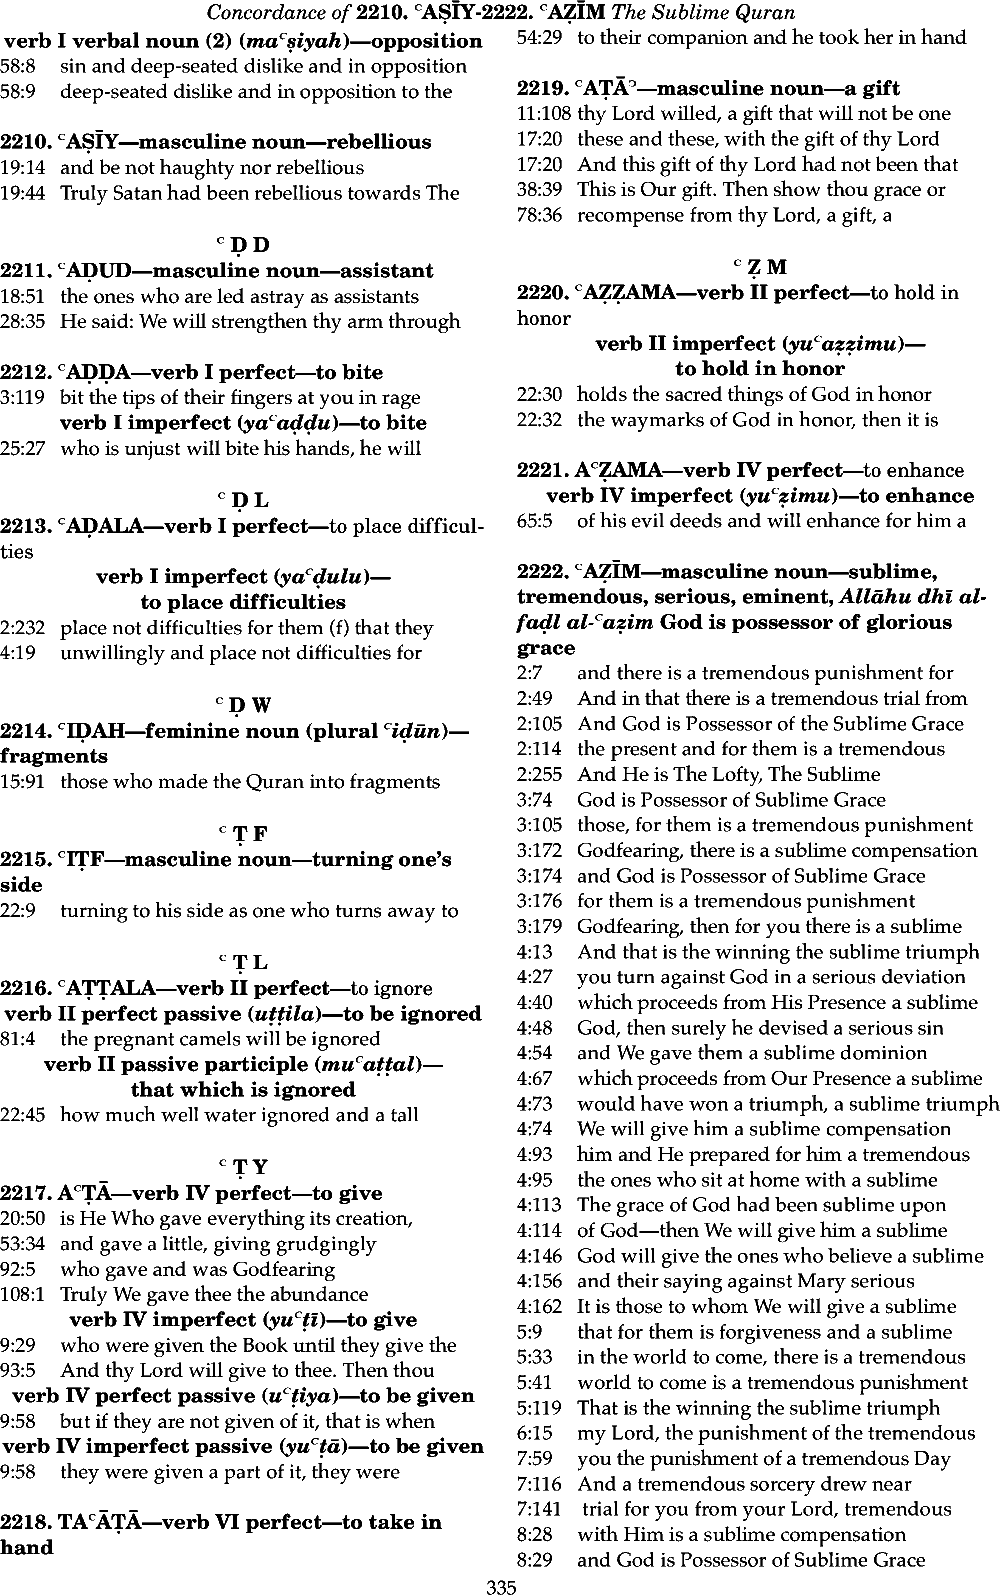 Concordance of 2210. ᶜAṢĪY-2222. ᶜAẒĪM The Sublime Quran
verb I verbal noun (2) (maᶜṣiyah)—opposition
58:8 sin and deep-seated dislike and in opposition
58:9 deep-seated dislike and in opposition to the
2210. ᶜAṢĪY—masculine noun—rebellious
19:14 and be not haughty nor rebellious
19:44 Truly Satan had been rebellious towards The
ᶜ Ḍ D
2211. ᶜAḌUD—masculine noun—assistant
18:51 the ones who are led astray as assistants
28:35 He said: We will strengthen thy arm through
2212. ᶜAḌḌA—verb I perfect—to bite
3:119 bit the tips of their fingers at you in rage
verb I imperfect (yaᶜaḍḍu)—to bite
25:27 who is unjust will bite his hands, he will
ᶜ Ḍ L
2213. ᶜAḌALA—verb I perfect—to place difficul-
ties
verb I imperfect (yaᶜḍulu)—
to place difficulties
2:232 place not difficulties for them (f) that they
4:19 unwillingly and place not difficulties for
ᶜ Ḍ W
2214. ᶜIḌAH—feminine noun (plural ᶜiḍūn)—
fragments
15:91 those who made the Quran into fragments
ᶜ Ṭ F
2215. ᶜIṬF—masculine noun—turning one's
side
22:9 turning to his side as one who turns away to
ᶜ Ṭ L
2216. ᶜAṬṬALA—verb II perfect—to ignore
verb II perfect passive (uṭṭila)—to be ignored
81:4 the pregnant camels will be ignored
verb II passive participle (muᶜaṭṭal)—
that which is ignored
22:45 how much well water ignored and a tall
ᶜ Ṭ Y
2217. AᶜṬĀ—verb IV perfect—to give
20:50 is He Who gave everything its creation,
53:34 and gave a little, giving grudgingly
92:5 who gave and was Godfearing
108:1 Truly We gave thee the abundance
verb IV imperfect (yuᶜṭī)—to give
9:29 who were given the Book until they give the
93:5 And thy Lord will give to thee. Then thou
verb IV perfect passive (uᶜṭiya)—to be given
9:58 but if they are not given of it, that is when
verb IV imperfect passive (yuᶜṭā)—to be given
9:58 they were given a part of it, they were
2218. TAᶜĀṬĀ—verb VI perfect—to take in
hand
54:29 to their companion and he took her in hand
2219. ᶜAṬĀᵓ—masculine noun—a gift
11:108 thy Lord willed, a gift that will not be one
17:20 these and these, with the gift of thy Lord
17:20 And this gift of thy Lord had not been that
38:39 This is Our gift. Then show thou grace or
78:36 recompense from thy Lord, a gift, a
ᶜ Ẓ M
2220. ᶜAẒẒAMA—verb II perfect—to hold in
honor
verb II imperfect (yuᶜaẓẓimu)—
to hold in honor
22:30 holds the sacred things of God in honor
22:32 the waymarks of God in honor, then it is
2221. AᶜẒAMA—verb IV perfect—to enhance
verb IV imperfect (yuᶜẓimu)—to enhance
65:5 of his evil deeds and will enhance for him a
2222. ᶜAẒĪM—masculine noun—sublime,
tremendous, serious, eminent, Allāhu dhī al-
faḍl al-ᶜaẓim God is possessor of glorious
grace
2:7 and there is a tremendous punishment for
2:49 And in that there is a tremendous trial from
2:105 And God is Possessor of the Sublime Grace
2:114 the present and for them is a tremendous
2:255 And He is The Lofty, The Sublime
3:74 God is Possessor of Sublime Grace
3:105 those, for them is a tremendous punishment
3:172 Godfearing, there is a sublime compensation
3:174 and God is Possessor of Sublime Grace
3:176 for them is a tremendous punishment
3:179 Godfearing, then for you there is a sublime
4:13 And that is the winning the sublime triumph
4:27 you turn against God in a serious deviation
4:40 which proceeds from His Presence a sublime
4:48 God, then surely he devised a serious sin
4:54 and We gave them a sublime dominion
4:67 which proceeds from Our Presence a sublime
4:73 would have won a triumph, a sublime triumph
4:74 We will give him a sublime compensation
4:93 him and He prepared for him a tremendous
4:95 the ones who sit at home with a sublime
4:113 The grace of God had been sublime upon
4:114 of God—then We will give him a sublime
4:146 God will give the ones who believe a sublime
4:156 and their saying against Mary serious
4:162 It is those to whom We will give a sublime
5:9 that for them is forgiveness and a sublime
5:33 in the world to come, there is a tremendous
5:41 world to come is a tremendous punishment
5:119 That is the winning the sublime triumph
6:15 my Lord, the punishment of the tremendous
7:59 you the punishment of a tremendous Day
7:116 And a tremendous sorcery drew near
7:141 trial for you from your Lord, tremendous
8:28 with Him is a sublime compensation
8:29 and God is Possessor of Sublime Grace
335